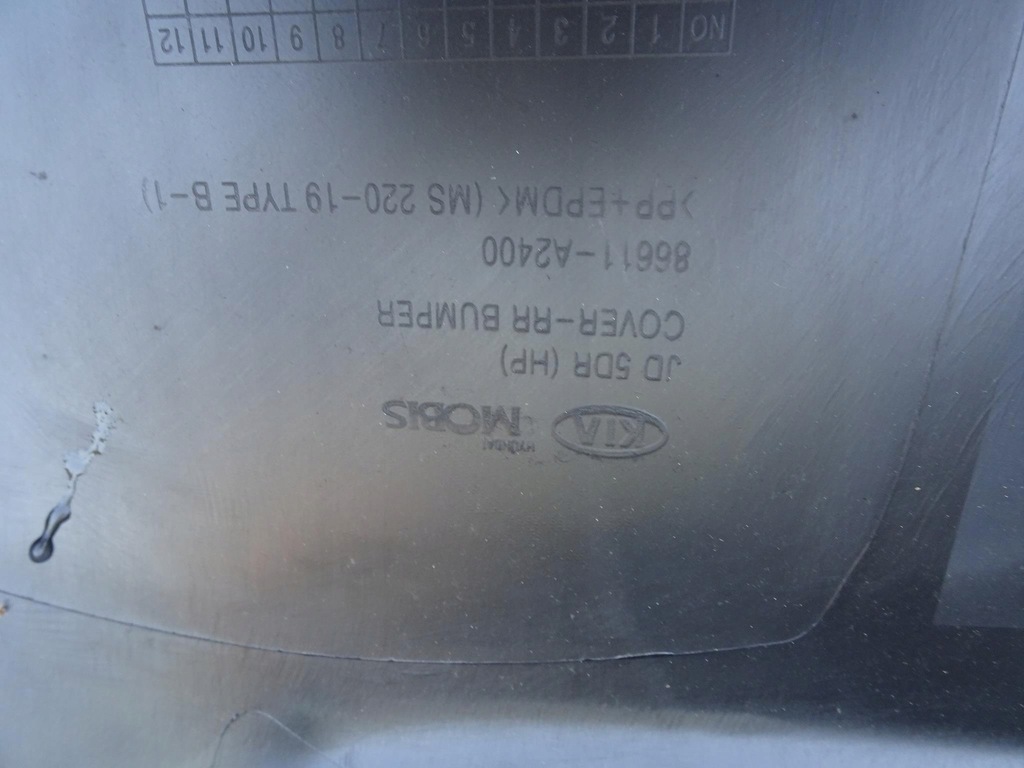 KIA HYUNDAI MOBIS
JD 5DR (HP)
COVER-RR BUMPER
86611-A2400
>PP+EPDM< (MS 220-19 TYPE B-1)
NO 1 2 3 4 5 6 7 8 9 10 11 12